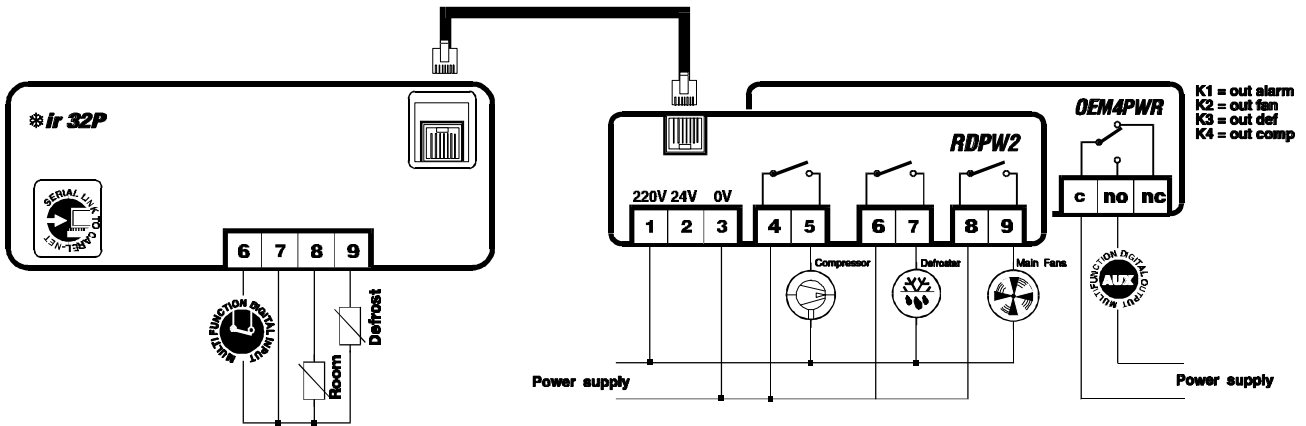 ir 32P
SERIAL LINK TO CAREL-NET
6 7 8 9
MULTI FUNCTION DIGITAL INPUT
Room
Defrost
RDPW2
220V 24V 0V
1 2 3 4 5 6 7 8 9
Compressor
Defroster
Main Fans
Power supply
OEM4PWR
c no nc
MULTIFUNCTION DIGITAL OUTPUT
AUX
Power supply
K1 = out alarm
K2 = out fan
K3 = out def
K4 = out comp